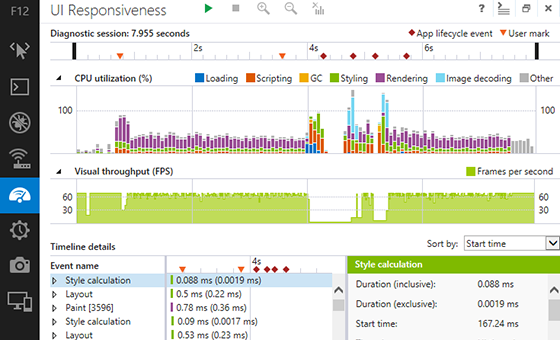 F12 UI Responsiveness ?
Diagnostic session: 7.955 seconds App lifecycle event User mark
2s 4s 6s
CPU utilization (%) Loading Scripting GC Styling Rendering Image decoding Other
100 100
Visual throughput (FPS) Frames per second
60 60
30 30
Timeline details Sort by: Start time
Event name 4s Style calculation
Style calculation 0.088 ms (0.0019 ms)
Layout 0.5 ms (0.22 ms) Duration (inclusive): 0.088 ms
Paint [3596] 0.78 ms (0.36 ms) Duration (exclusive): 0.0019 ms
Style calculation 0.09 ms (0.0017 ms) Start time: 167.24 ms
Layout 0.53 ms (0.23 ms)